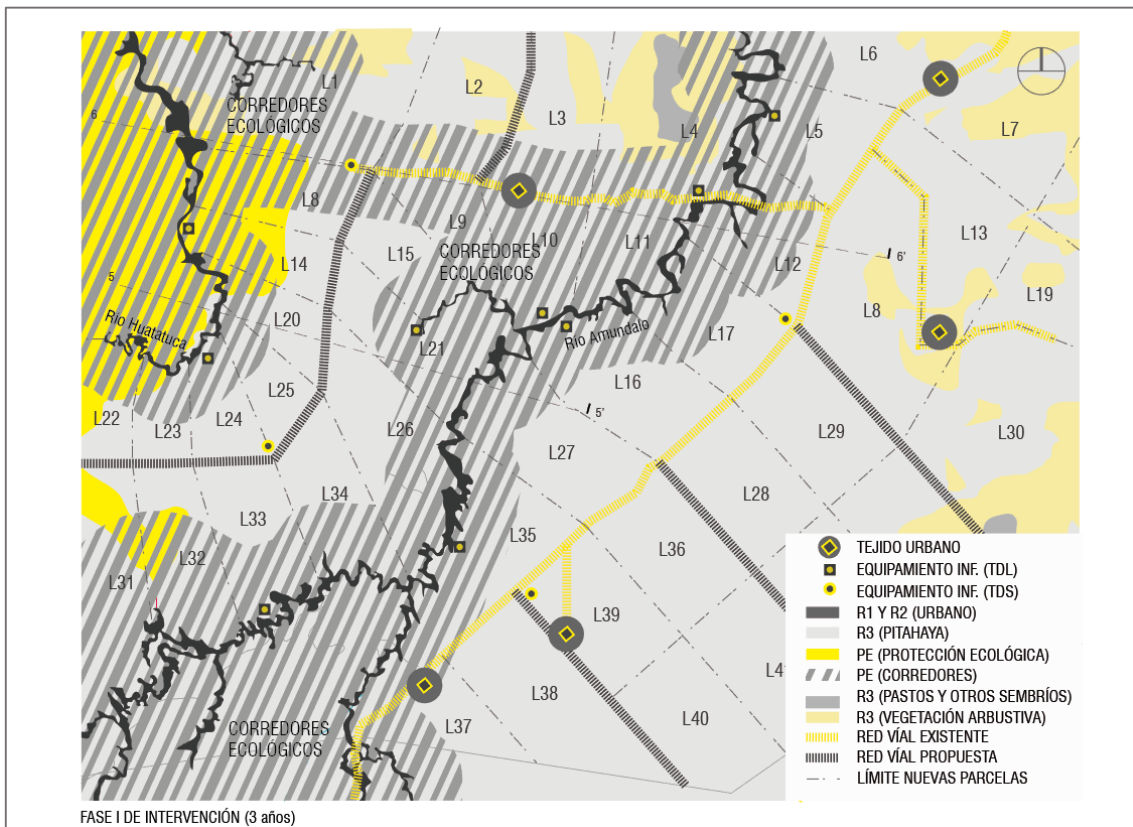 L6
L1
CORREDORES
ECOLÓGICOS
L2
L3
L4
L5
L7
6
L8
L9
CORREDORES
ECOLÓGICOS
L10
L11
L12
6'
L13
L14
L15
5
L20
Río Huatatuca
L21
Río Amundalo
L17
L8
L19
L16
5'
L22
L23
L24
L25
L26
L27
L29
L30
L28
L31
L32
L33
L34
L35
L36
L39
L38
L37
L40
L4
CORREDORES
ECOLÓGICOS
TEJIDO URBANO
EQUIPAMIENTO INF. (TDL)
EQUIPAMIENTO INF. (TDS)
R1 Y R2 (URBANO)
R3 (PITAHAYA)
PE (PROTECCIÓN ECOLÓGICA)
PE (CORREDORES)
R3 (PASTOS Y OTROS SEMBRÍOS)
R3 (VEGETACIÓN ARBUSTIVA)
RED VÍAL EXISTENTE
RED VÍAL PROPUESTA
LÍMITE NUEVAS PARCELAS
FASE I DE INTERVENCIÓN (3 años)